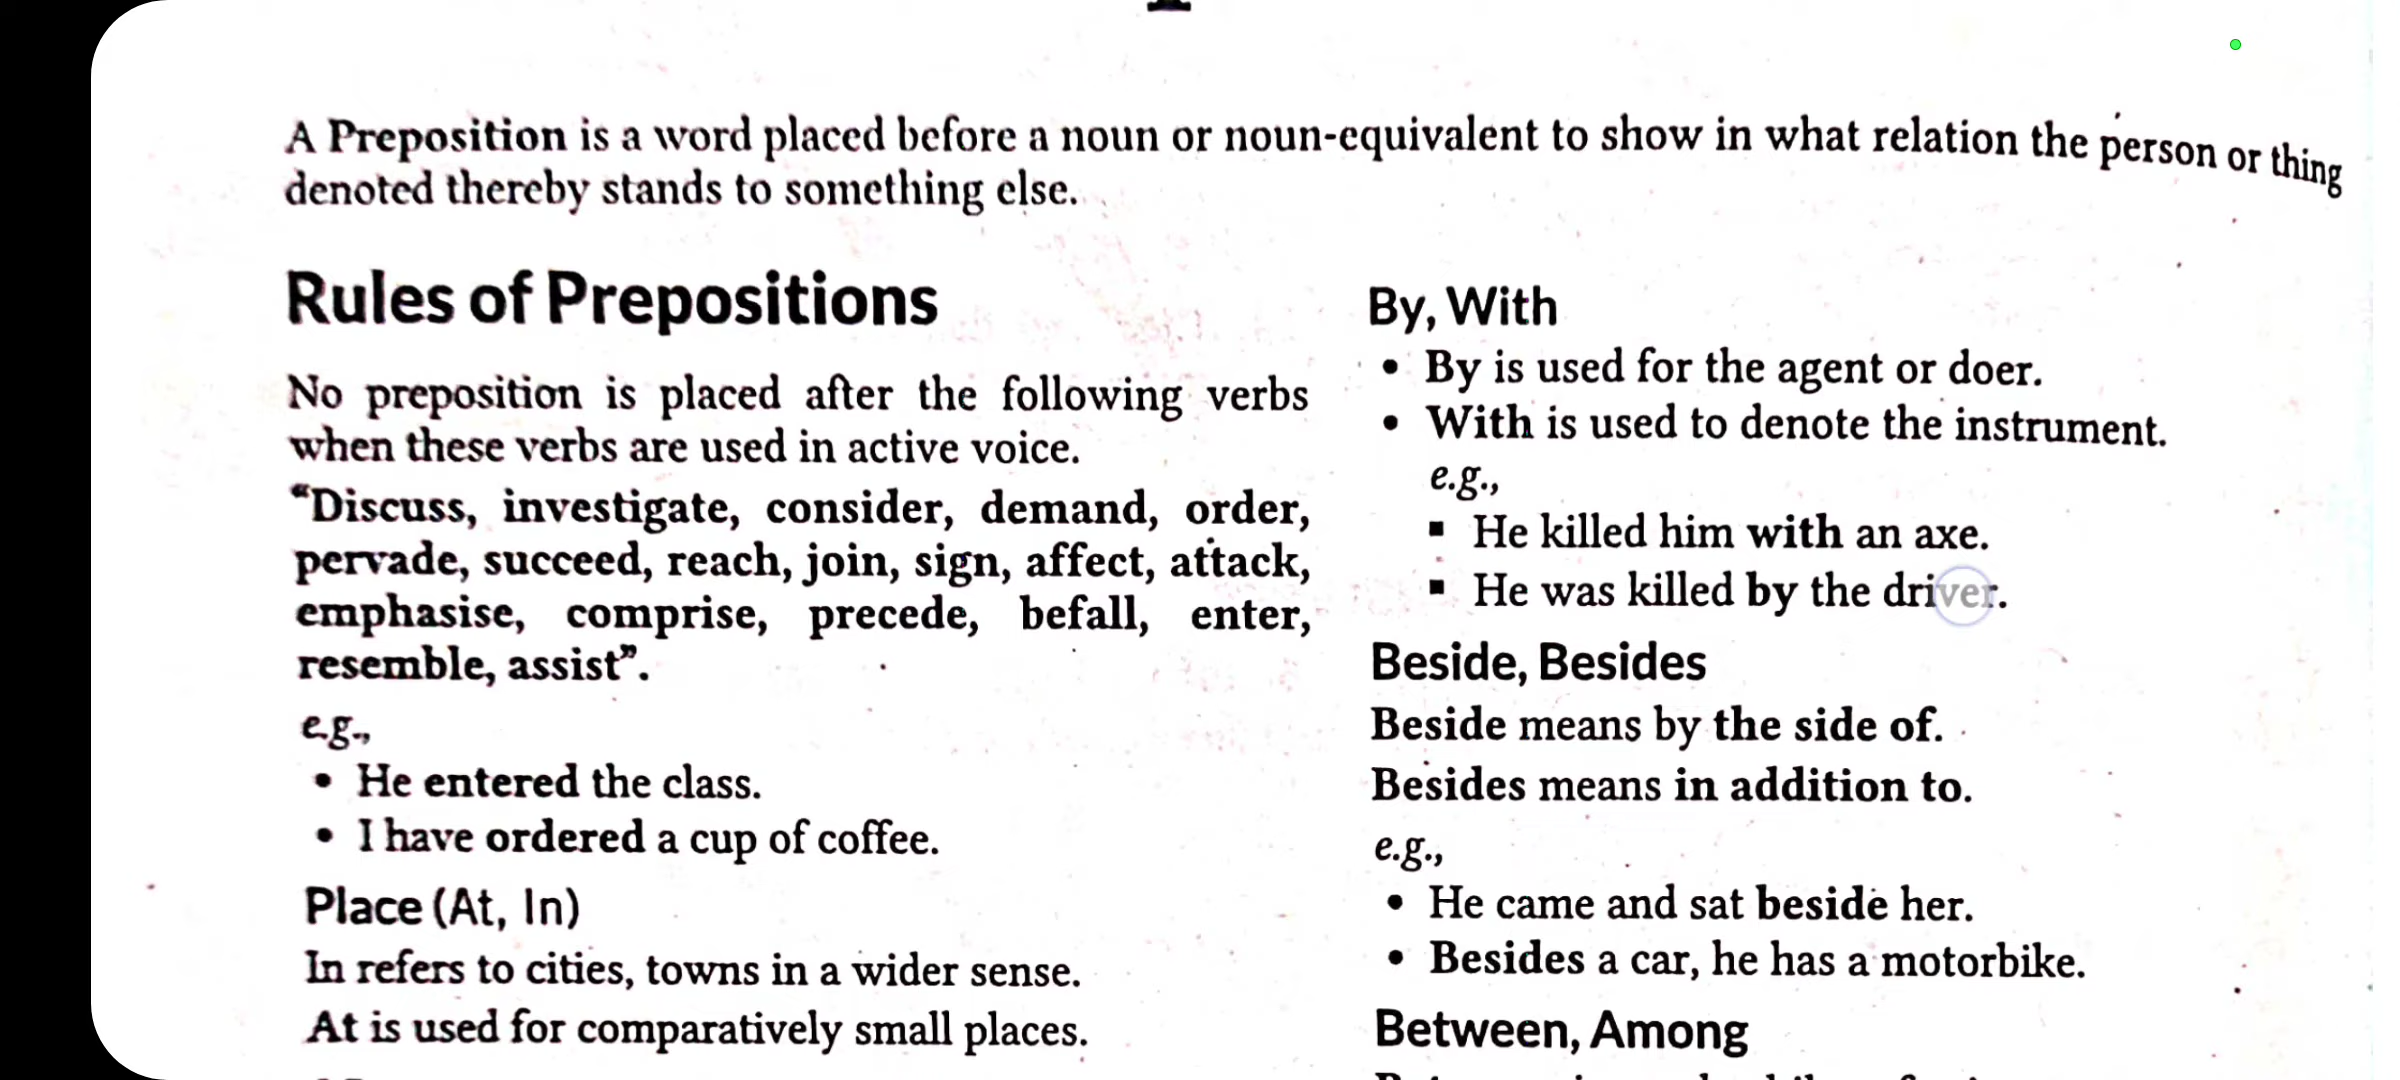 A Preposition is a word placed before a noun or noun-equivalent to show in what relation the person or thing
denoted thereby stands to something else.
Rules of Prepositions
No preposition is placed after the following verbs
when these verbs are used in active voice.
“Discuss, investigate, consider, demand, order,
pervade, succeed, reach, join, sign, affect, attack,
emphasise, comprise, precede, befall, enter,
resemble, assist”.
e.g.,
• He entered the class.
• I have ordered a cup of coffee.
Place (At, In)
In refers to cities, towns in a wider sense.
At is used for comparatively small places.
By, With
• By is used for the agent or doer.
• With is used to denote the instrument.
e.g.,
▪ He killed him with an axe.
▪ He was killed by the driver.
Beside, Besides
Beside means by the side of.
Besides means in addition to.
e.g.,
• He came and sat beside her.
• Besides a car, he has a motorbike.
Between, Among